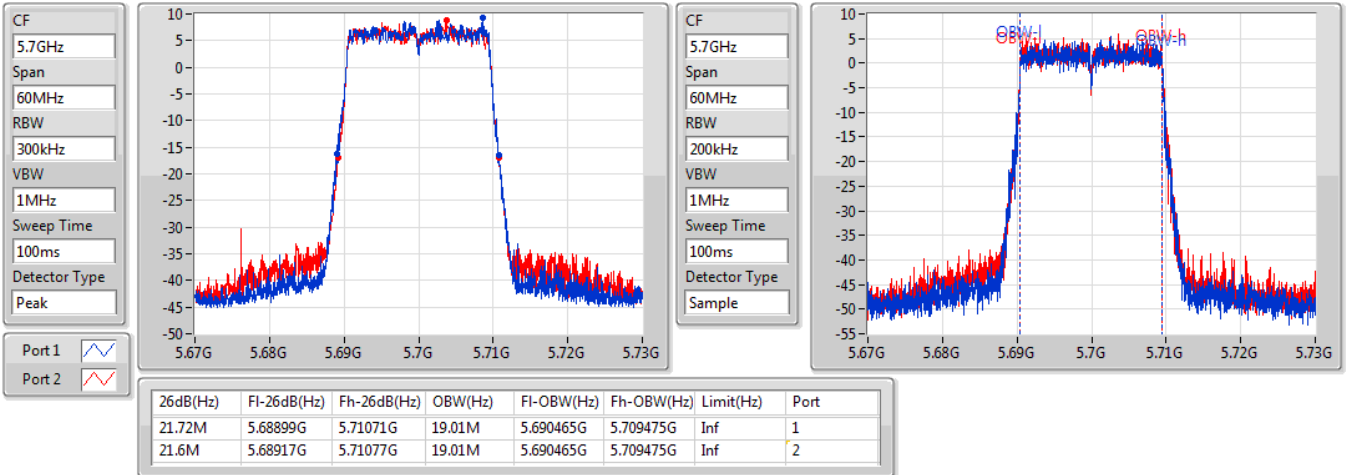 CF
5.7GHz
Span
60MHz
RBW
300kHz
VBW
1MHz
Sweep Time
100ms
Detector Type
Peak
Port 1
Port 2
10
5
0
-5
-10
-15
-20
-25
-30
-35
-40
-45
-50
5.67G 5.68G 5.69G 5.7G 5.71G 5.72G 5.73G
CF
5.7GHz
Span
60MHz
RBW
200kHz
VBW
1MHz
Sweep Time
100ms
Detector Type
Sample
10
5
0
-5
-10
-15
-20
-25
-30
-35
-40
-45
-50
-55
OBW-l
OBW-l
OBW-h
OBW-h
5.67G 5.68G 5.69G 5.7G 5.71G 5.72G 5.73G
26dB(Hz) Fl-26dB(Hz) Fh-26dB(Hz) OBW(Hz) Fl-OBW(Hz) Fh-OBW(Hz) Limit(Hz) Port
21.72M 5.68899G 5.71071G 19.01M 5.690465G 5.709475G Inf 1
21.6M 5.68917G 5.71077G 19.01M 5.690465G 5.709475G Inf 2